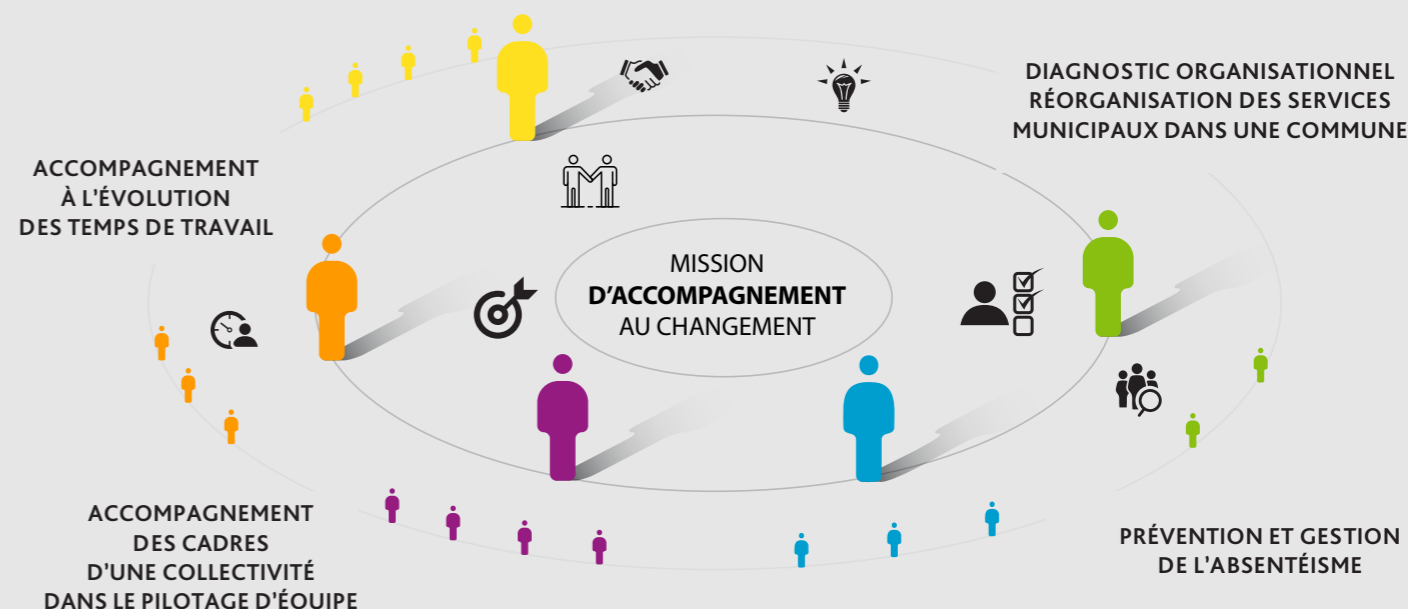 DIAGNOSTIC ORGANISATIONNEL
RÉORGANISATION DES SERVICES
MUNICIPAUX DANS UNE COMMUNE
ACCOMPAGNEMENT
À L'ÉVOLUTION
DES TEMPS DE TRAVAIL
MISSION
D'ACCOMPAGNEMENT
AU CHANGEMENT
ACCOMPAGNEMENT
DES CADRES
D'UNE COLLECTIVITÉ
DANS LE PILOTAGE D'ÉQUIPE
PRÉVENTION ET GESTION
DE L'ABSENTÉISME